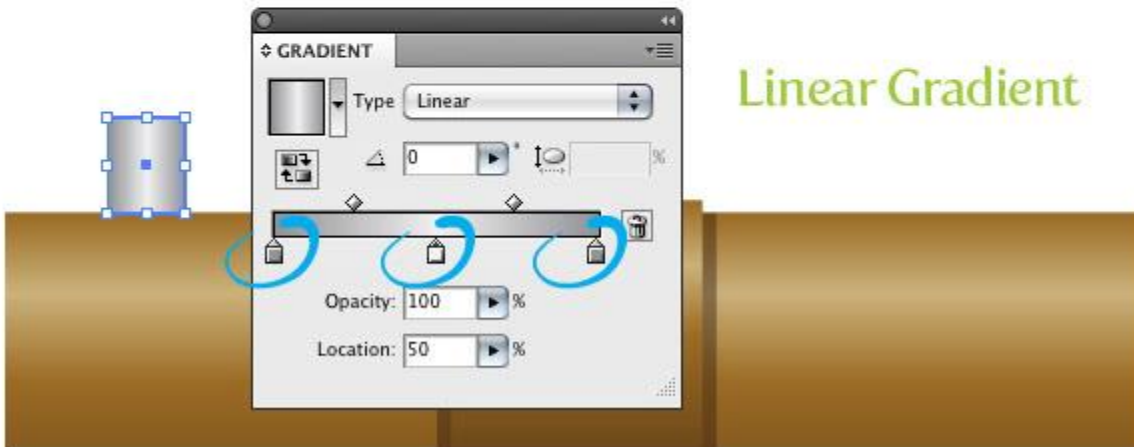 GRADIENT
Linear Gradient
Type Linear
0 ° %
Opacity: 100 %
Location: 50 %